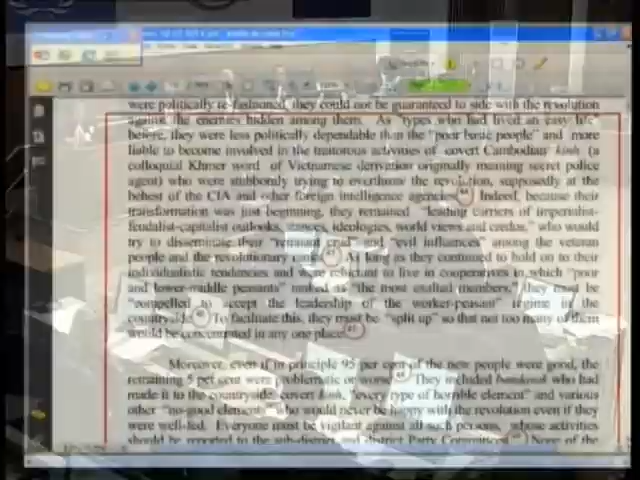 were politically re-fashioned, they could not be guaranteed to side with the revolution
against the enemies hidden among them. As "types who had lived an easy life"
before, they were less politically dependable than the "poor basic people" and more
liable to become involved in the traitorous activities of covert Cambodian kinh (a
colloquial Khmer word of Vietnamese derivation originally meaning secret police
agent) who were stubbornly trying to overthrow the revolution, supposedly at the
behest of the CIA and other foreign intelligence agencies. Indeed, because their
transformation was just beginning, they remained "leading carriers of imperialist-
feudalist-capitalist outlooks, stances, ideologies, world views and credos," who would
try to disseminate their "remnant crud" and "evil influences" among the veteran
people and the revolutionary As long as they continued to hold on to their
individualistic tendencies and were reluctant to live in cooperatives in which "poor
and lower-middle peasants" ranked as "the most exalted members," they must be
"compelled to accept the leadership of the worker-peasant" regime in the
countryside. To facilitate this, they must be "split up" so that not too many of them
would be concentrated in any one place.
Moreover, even if in principle 95 per cent of the new people were good, the
remaining 5 per cent were problematic or worse. They included who had
made it to the countryside, covert kinh, "every type of horrible element" and various
other "no-good elements" who would never be happy with the revolution even if they
were well-fed. Everyone must be vigilant against all such persons, whose activities
should be reported to the sub-district and district Party Committees. None of the